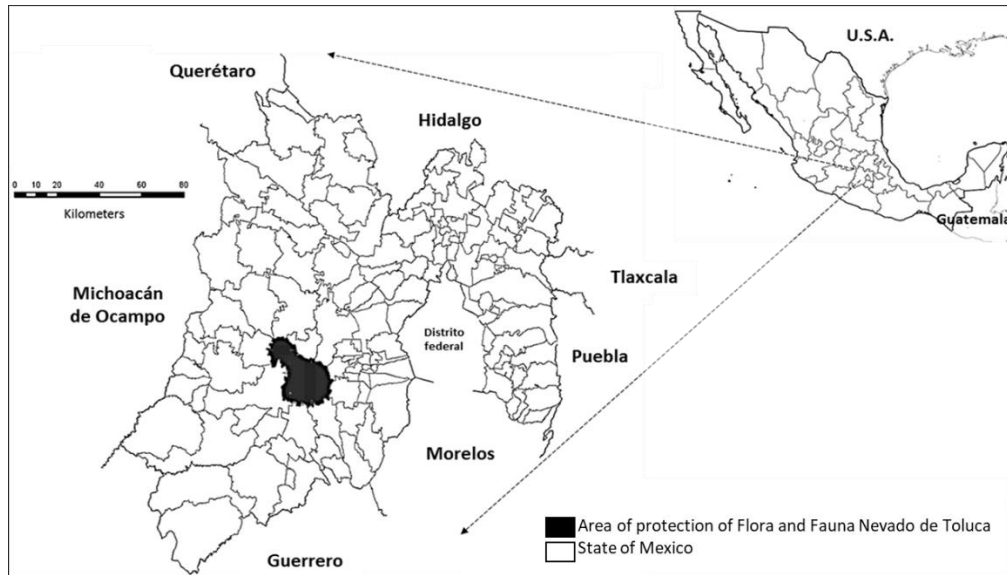 U.S.A.
Querétaro
Hidalgo
0 10 20 40 60 80
Kilometers
Guatemala
Tlaxcala
Michoacán
de Ocampo
Distrito
federal
Puebla
Morelos
Area of protection of Flora and Fauna Nevado de Toluca
State of Mexico
Guerrero